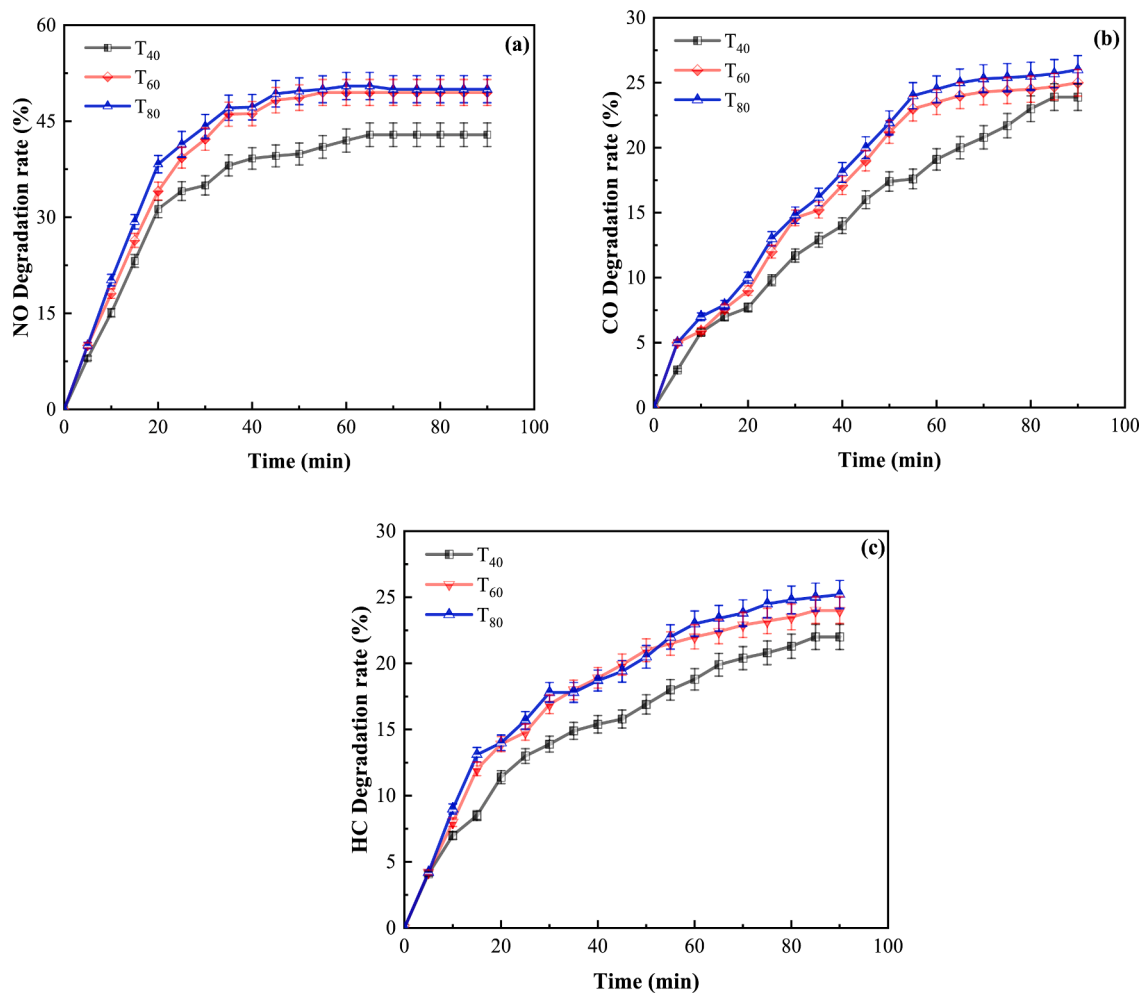 (a)
T40
T60
T80
NO Degradation rate (%)
60
45
30
15
0
0 20 40 60 80 100
Time (min)
(b)
T40
T60
T80
CO Degradation rate (%)
30
25
20
15
10
5
0
0 20 40 60 80 100
Time (min)
(c)
T40
T60
T80
HC Degradation rate (%)
30
25
20
15
10
5
0
0 20 40 60 80 100
Time (min)